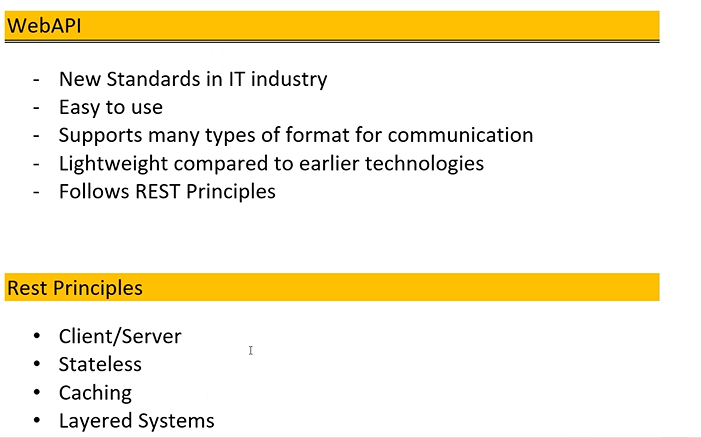 WebAPI
- New Standards in IT industry
- Easy to use
- Supports many types of format for communication
- Lightweight compared to earlier technologies
- Follows REST Principles
Rest Principles
• Client/Server
• Stateless
• Caching
• Layered Systems